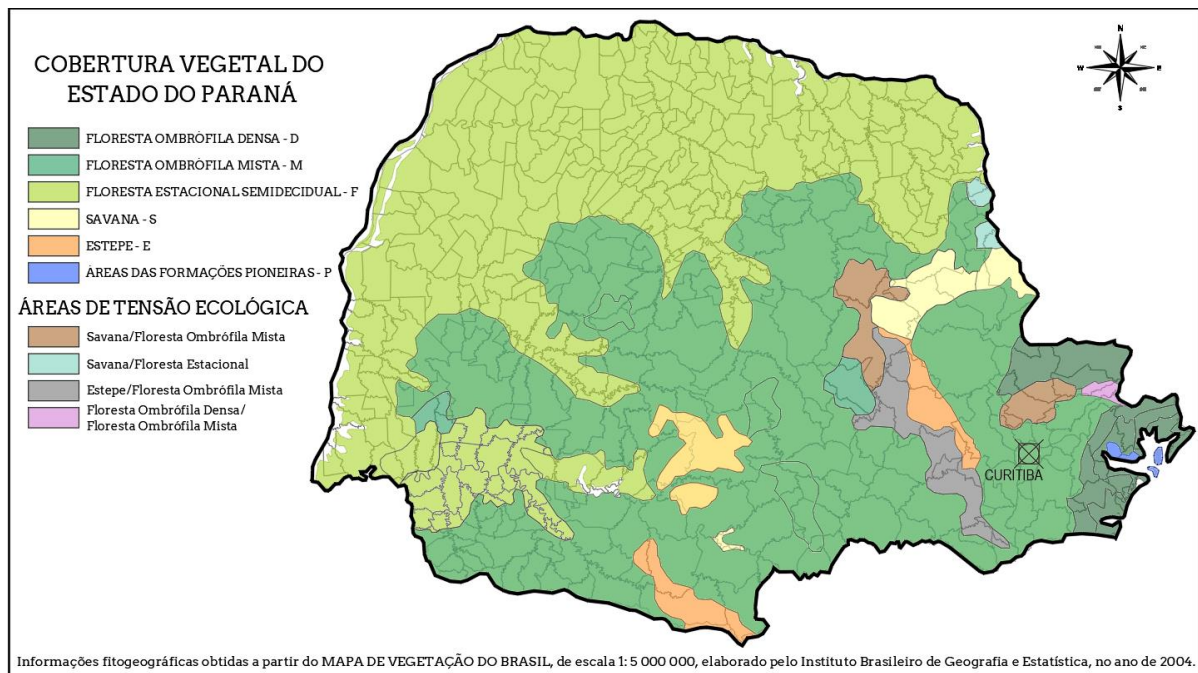 COBERTURA VEGETAL DO
ESTADO DO PARANÁ
FLORESTA OMBRÓFILA DENSA - D
FLORESTA OMBRÓFILA MISTA - M
FLORESTA ESTACIONAL SEMIDECIDUAL - F
SAVANA - S
ESTEPE - E
ÁREAS DAS FORMAÇÕES PIONEIRAS - P
ÁREAS DE TENSÃO ECOLÓGICA
Savana/Floresta Ombrófila Mista
Savana/Floresta Estacional
Estepe/Floresta Ombrófila Mista
Floresta Ombrófila Densa/
Floresta Ombrófila Mista
N
W
E
S
CURITIBA
Informações fitogeográficas obtidas a partir do MAPA DE VEGETAÇÃO DO BRASIL, de escala 1: 5 000 000, elaborado pelo Instituto Brasileiro de Geografia e Estatística, no ano de 2004.